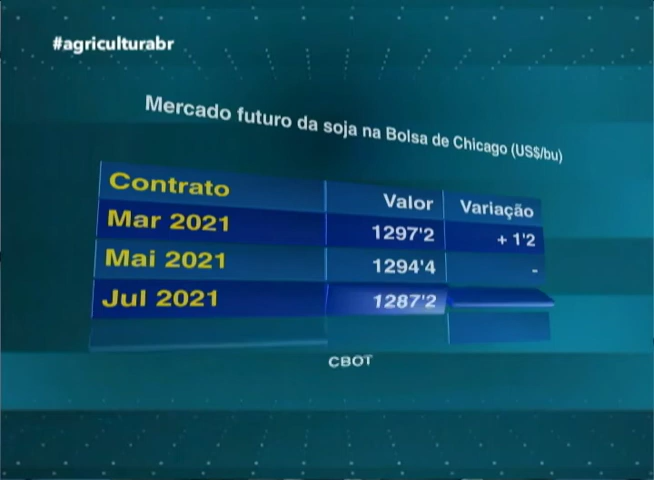 #agriculturabr
Mercado futuro da soja na Bolsa de Chicago (US$/bu)
Contrato Valor Variação
Mar 2021 1297'2 + 1'2
Mai 2021 1294'4 -
Jul 2021 1287'2
CBOT